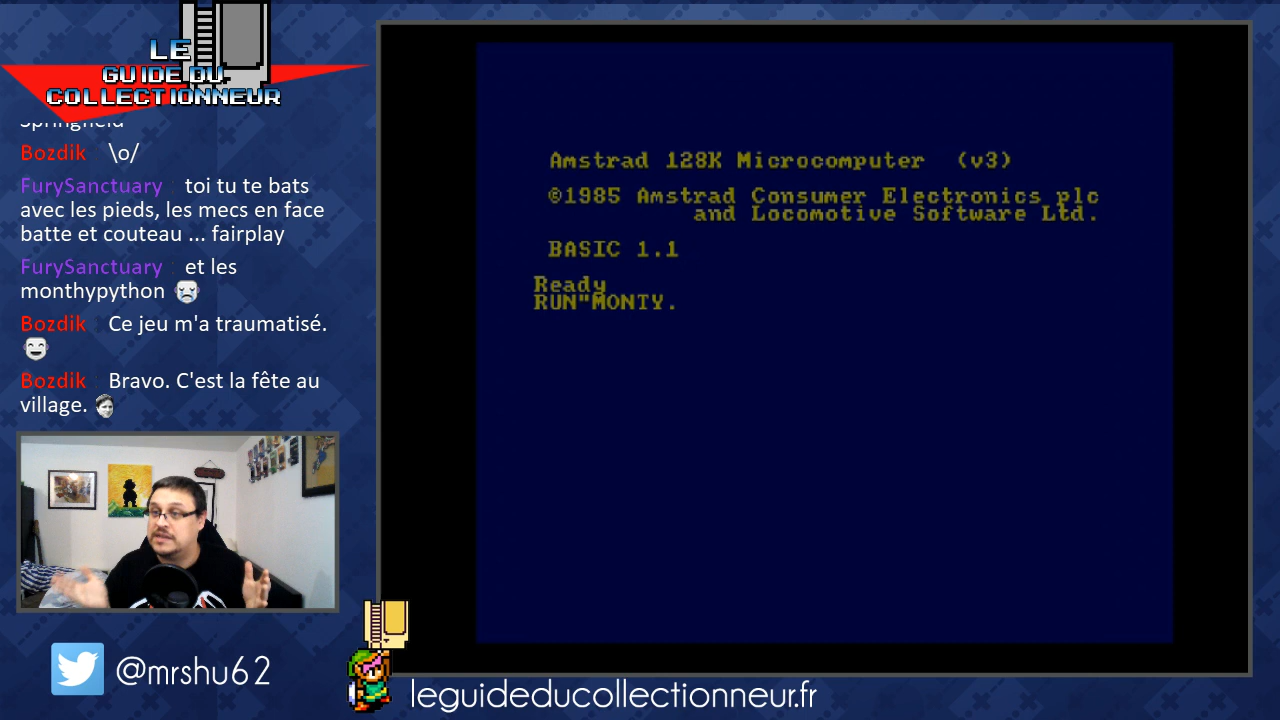 LE
GUIDE DU
COLLECTIONNEUR
Springfield
Bozdik \o/
FurySanctuary : toi tu te bats
avec les pieds, les mecs en face
batte et couteau ... fairplay
FurySanctuary : et les
monthypython
Bozdik : Ce jeu m'a traumatisé.
Bozdik : Bravo. C'est la fête au
village.
@mrshu62
Amstrad 128K Microcomputer (v3)
©1985 Amstrad Consumer Electronics plc
and Locomotive Software Ltd.
BASIC 1.1
Ready
RUN"MONTY.
leguideducollectionneur.fr